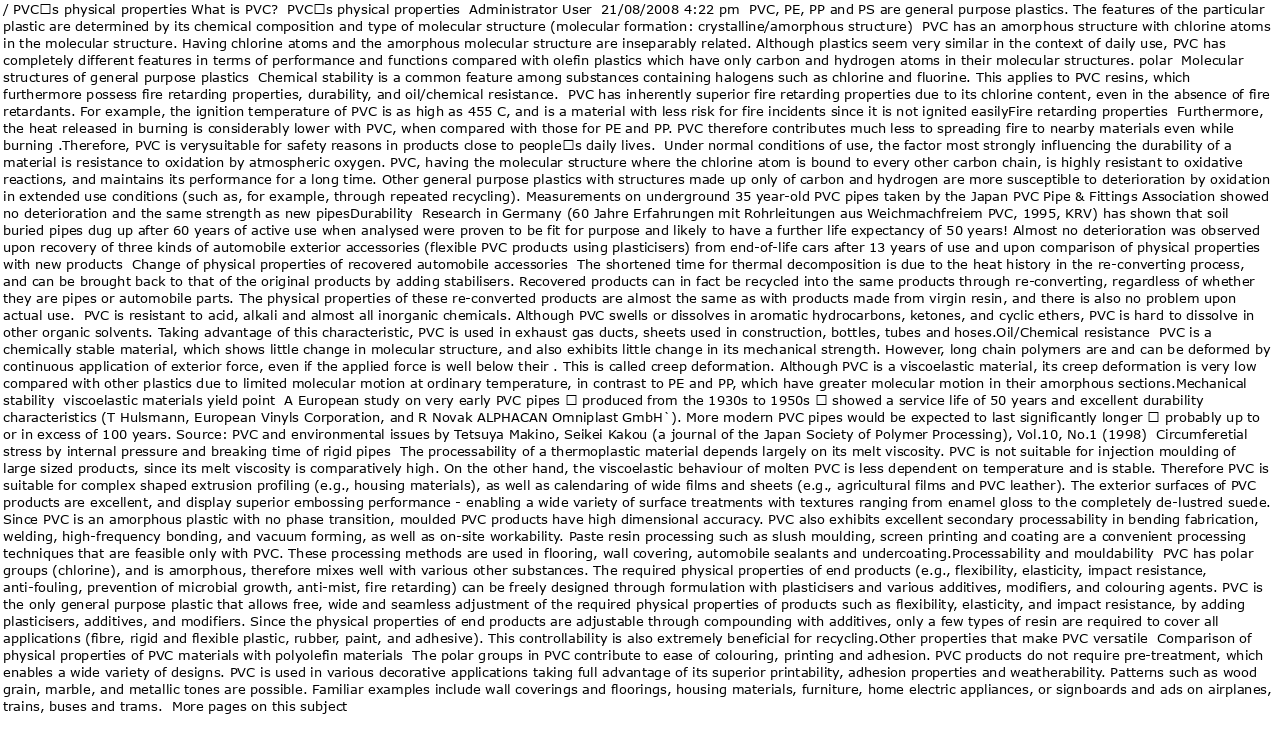 / PVC□s physical properties What is PVC?  PVC□s physical properties  Administrator User  21/08/2008 4:22 pm  PVC, PE, PP and PS are general purpose plastics. The features of the particular
plastic are determined by its chemical composition and type of molecular structure (molecular formation: crystalline/amorphous structure)  PVC has an amorphous structure with chlorine atoms
in the molecular structure. Having chlorine atoms and the amorphous molecular structure are inseparably related. Although plastics seem very similar in the context of daily use, PVC has
completely different features in terms of performance and functions compared with olefin plastics which have only carbon and hydrogen atoms in their molecular structures. polar  Molecular
structures of general purpose plastics  Chemical stability is a common feature among substances containing halogens such as chlorine and fluorine. This applies to PVC resins, which
furthermore possess fire retarding properties, durability, and oil/chemical resistance.  PVC has inherently superior fire retarding properties due to its chlorine content, even in the absence of fire
retardants. For example, the ignition temperature of PVC is as high as 455 C, and is a material with less risk for fire incidents since it is not ignited easilyFire retarding properties  Furthermore,
the heat released in burning is considerably lower with PVC, when compared with those for PE and PP. PVC therefore contributes much less to spreading fire to nearby materials even while
burning .Therefore, PVC is verysuitable for safety reasons in products close to people□s daily lives.  Under normal conditions of use, the factor most strongly influencing the durability of a
material is resistance to oxidation by atmospheric oxygen. PVC, having the molecular structure where the chlorine atom is bound to every other carbon chain, is highly resistant to oxidative
reactions, and maintains its performance for a long time. Other general purpose plastics with structures made up only of carbon and hydrogen are more susceptible to deterioration by oxidation
in extended use conditions (such as, for example, through repeated recycling). Measurements on underground 35 year-old PVC pipes taken by the Japan PVC Pipe & Fittings Association showed
no deterioration and the same strength as new pipesDurability  Research in Germany (60 Jahre Erfahrungen mit Rohrleitungen aus Weichmachfreiem PVC, 1995, KRV) has shown that soil
buried pipes dug up after 60 years of active use when analysed were proven to be fit for purpose and likely to have a further life expectancy of 50 years! Almost no deterioration was observed
upon recovery of three kinds of automobile exterior accessories (flexible PVC products using plasticisers) from end-of-life cars after 13 years of use and upon comparison of physical properties
with new products  Change of physical properties of recovered automobile accessories  The shortened time for thermal decomposition is due to the heat history in the re-converting process,
and can be brought back to that of the original products by adding stabilisers. Recovered products can in fact be recycled into the same products through re-converting, regardless of whether
they are pipes or automobile parts. The physical properties of these re-converted products are almost the same as with products made from virgin resin, and there is also no problem upon
actual use.  PVC is resistant to acid, alkali and almost all inorganic chemicals. Although PVC swells or dissolves in aromatic hydrocarbons, ketones, and cyclic ethers, PVC is hard to dissolve in
other organic solvents. Taking advantage of this characteristic, PVC is used in exhaust gas ducts, sheets used in construction, bottles, tubes and hoses.Oil/Chemical resistance  PVC is a
chemically stable material, which shows little change in molecular structure, and also exhibits little change in its mechanical strength. However, long chain polymers are and can be deformed by
continuous application of exterior force, even if the applied force is well below their . This is called creep deformation. Although PVC is a viscoelastic material, its creep deformation is very low
compared with other plastics due to limited molecular motion at ordinary temperature, in contrast to PE and PP, which have greater molecular motion in their amorphous sections.Mechanical
stability  viscoelastic materials yield point  A European study on very early PVC pipes □ produced from the 1930s to 1950s □ showed a service life of 50 years and excellent durability
characteristics (T Hulsmann, European Vinyls Corporation, and R Novak ALPHACAN Omniplast GmbH`). More modern PVC pipes would be expected to last significantly longer □ probably up to
or in excess of 100 years. Source: PVC and environmental issues by Tetsuya Makino, Seikei Kakou (a journal of the Japan Society of Polymer Processing), Vol.10, No.1 (1998)  Circumferetial
stress by internal pressure and breaking time of rigid pipes  The processability of a thermoplastic material depends largely on its melt viscosity. PVC is not suitable for injection moulding of
large sized products, since its melt viscosity is comparatively high. On the other hand, the viscoelastic behaviour of molten PVC is less dependent on temperature and is stable. Therefore PVC is
suitable for complex shaped extrusion profiling (e.g., housing materials), as well as calendaring of wide films and sheets (e.g., agricultural films and PVC leather). The exterior surfaces of PVC
products are excellent, and display superior embossing performance - enabling a wide variety of surface treatments with textures ranging from enamel gloss to the completely de-lustred suede.
Since PVC is an amorphous plastic with no phase transition, moulded PVC products have high dimensional accuracy. PVC also exhibits excellent secondary processability in bending fabrication,
welding, high-frequency bonding, and vacuum forming, as well as on-site workability. Paste resin processing such as slush moulding, screen printing and coating are a convenient processing
techniques that are feasible only with PVC. These processing methods are used in flooring, wall covering, automobile sealants and undercoating.Processability and mouldability  PVC has polar
groups (chlorine), and is amorphous, therefore mixes well with various other substances. The required physical properties of end products (e.g., flexibility, elasticity, impact resistance,
anti-fouling, prevention of microbial growth, anti-mist, fire retarding) can be freely designed through formulation with plasticisers and various additives, modifiers, and colouring agents. PVC is
the only general purpose plastic that allows free, wide and seamless adjustment of the required physical properties of products such as flexibility, elasticity, and impact resistance, by adding
plasticisers, additives, and modifiers. Since the physical properties of end products are adjustable through compounding with additives, only a few types of resin are required to cover all
applications (fibre, rigid and flexible plastic, rubber, paint, and adhesive). This controllability is also extremely beneficial for recycling.Other properties that make PVC versatile  Comparison of
physical properties of PVC materials with polyolefin materials  The polar groups in PVC contribute to ease of colouring, printing and adhesion. PVC products do not require pre-treatment, which
enables a wide variety of designs. PVC is used in various decorative applications taking full advantage of its superior printability, adhesion properties and weatherability. Patterns such as wood
grain, marble, and metallic tones are possible. Familiar examples include wall coverings and floorings, housing materials, furniture, home electric appliances, or signboards and ads on airplanes,
trains, buses and trams.  More pages on this subject